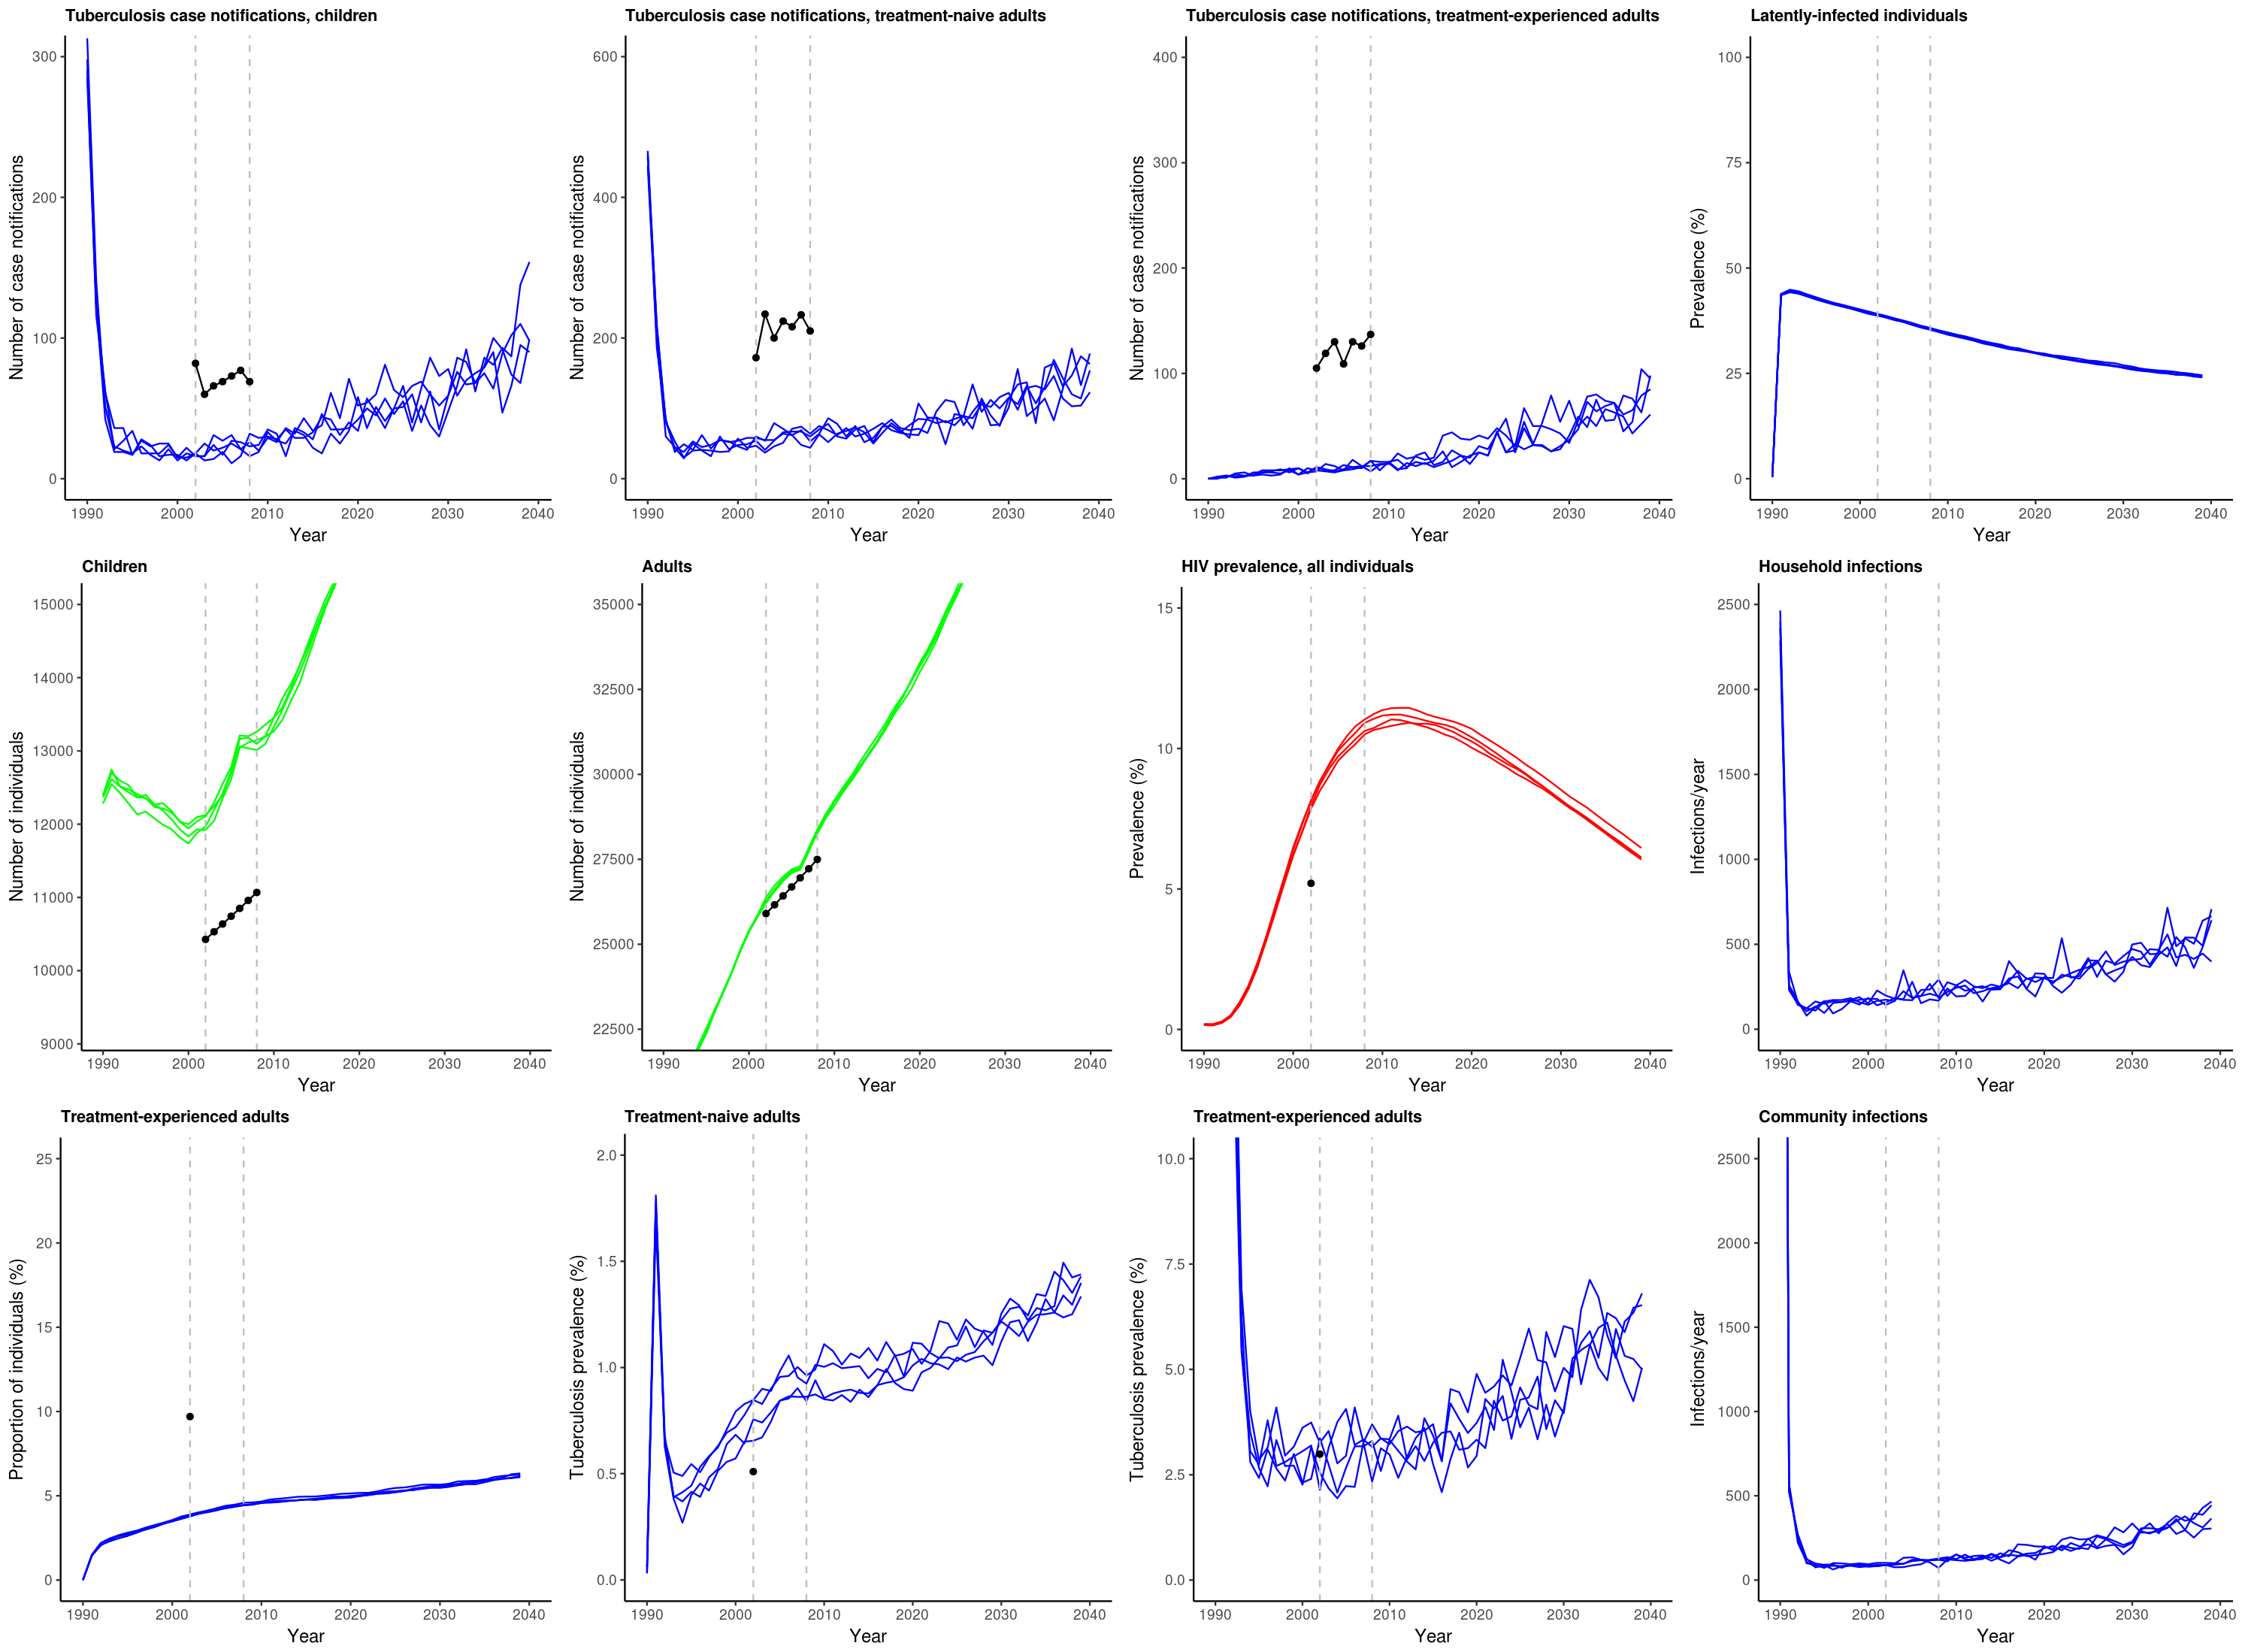 Tuberculosis case notifications, children
Number of case notifications
300
200
100
0
1990 2000 2010 2020 2030 2040
Year
Tuberculosis case notifications, treatment-naive adults
Number of case notifications
600
400
200
0
1990 2000 2010 2020 2030 2040
Year
Tuberculosis case notifications, treatment-experienced adults
Number of case notifications
400
300
200
100
0
1990 2000 2010 2020 2030 2040
Year
Latently-infected individuals
Prevalence (%)
100
75
50
25
0
1990 2000 2010 2020 2030 2040
Year
Children
Number of individuals
15000
14000
13000
12000
11000
10000
9000
1990 2000 2010 2020 2030 2040
Year
Adults
Number of individuals
35000
32500
30000
27500
25000
22500
1990 2000 2010 2020 2030 2040
Year
HIV prevalence, all individuals
Prevalence (%)
15
10
5
0
1990 2000 2010 2020 2030 2040
Year
Household infections
Infections/year
2500
2000
1500
1000
500
0
1990 2000 2010 2020 2030 2040
Year
Treatment-experienced adults
Proportion of individuals (%)
25
20
15
10
5
0
1990 2000 2010 2020 2030 2040
Year
Treatment-naive adults
Tuberculosis prevalence (%)
2.0
1.5
1.0
0.5
0.0
1990 2000 2010 2020 2030 2040
Year
Treatment-experienced adults
Tuberculosis prevalence (%)
10.0
7.5
5.0
2.5
0.0
1990 2000 2010 2020 2030 2040
Year
Community infections
Infections/year
2500
2000
1500
1000
500
0
1990 2000 2010 2020 2030 2040
Year